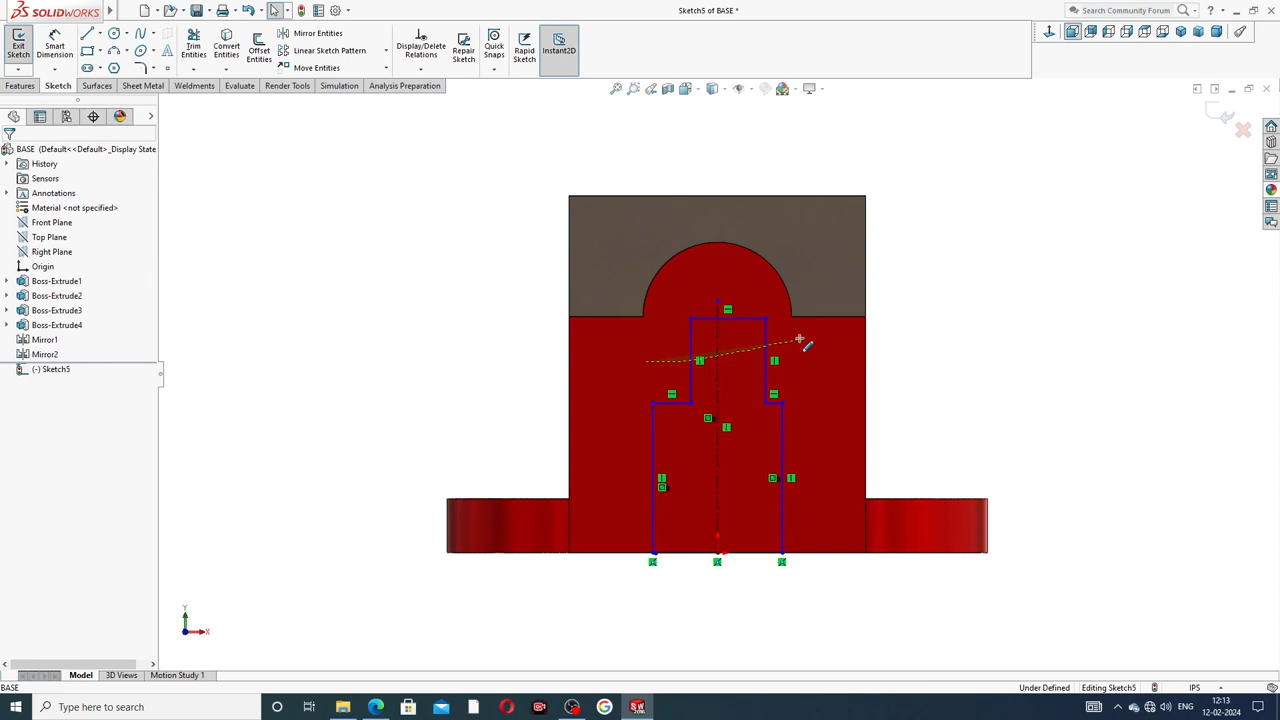 SOLIDWORKS
Sketch5 of BASE *
Search Community Forum
Exit Sketch
Smart Dimension
Trim Entities
Convert Entities
Offset Entities
Mirror Entities
Linear Sketch Pattern
Move Entities
Display/Delete Relations
Repair Sketch
Quick Snaps
Rapid Sketch
Instant2D
Features
Sketch
Surfaces
Sheet Metal
Weldments
Evaluate
Render Tools
Simulation
Analysis Preparation
BASE (Default<<Default>_Display State
History
Sensors
Annotations
Material <not specified>
Front Plane
Top Plane
Right Plane
Origin
Boss-Extrude1
Boss-Extrude2
Boss-Extrude3
Boss-Extrude4
Mirror1
Mirror2
(-) Sketch5
Y
X
Model
3D Views
Motion Study 1
BASE
Under Defined
Editing Sketch5
IPS
Type here to search
ENG
12:13
12-02-2024